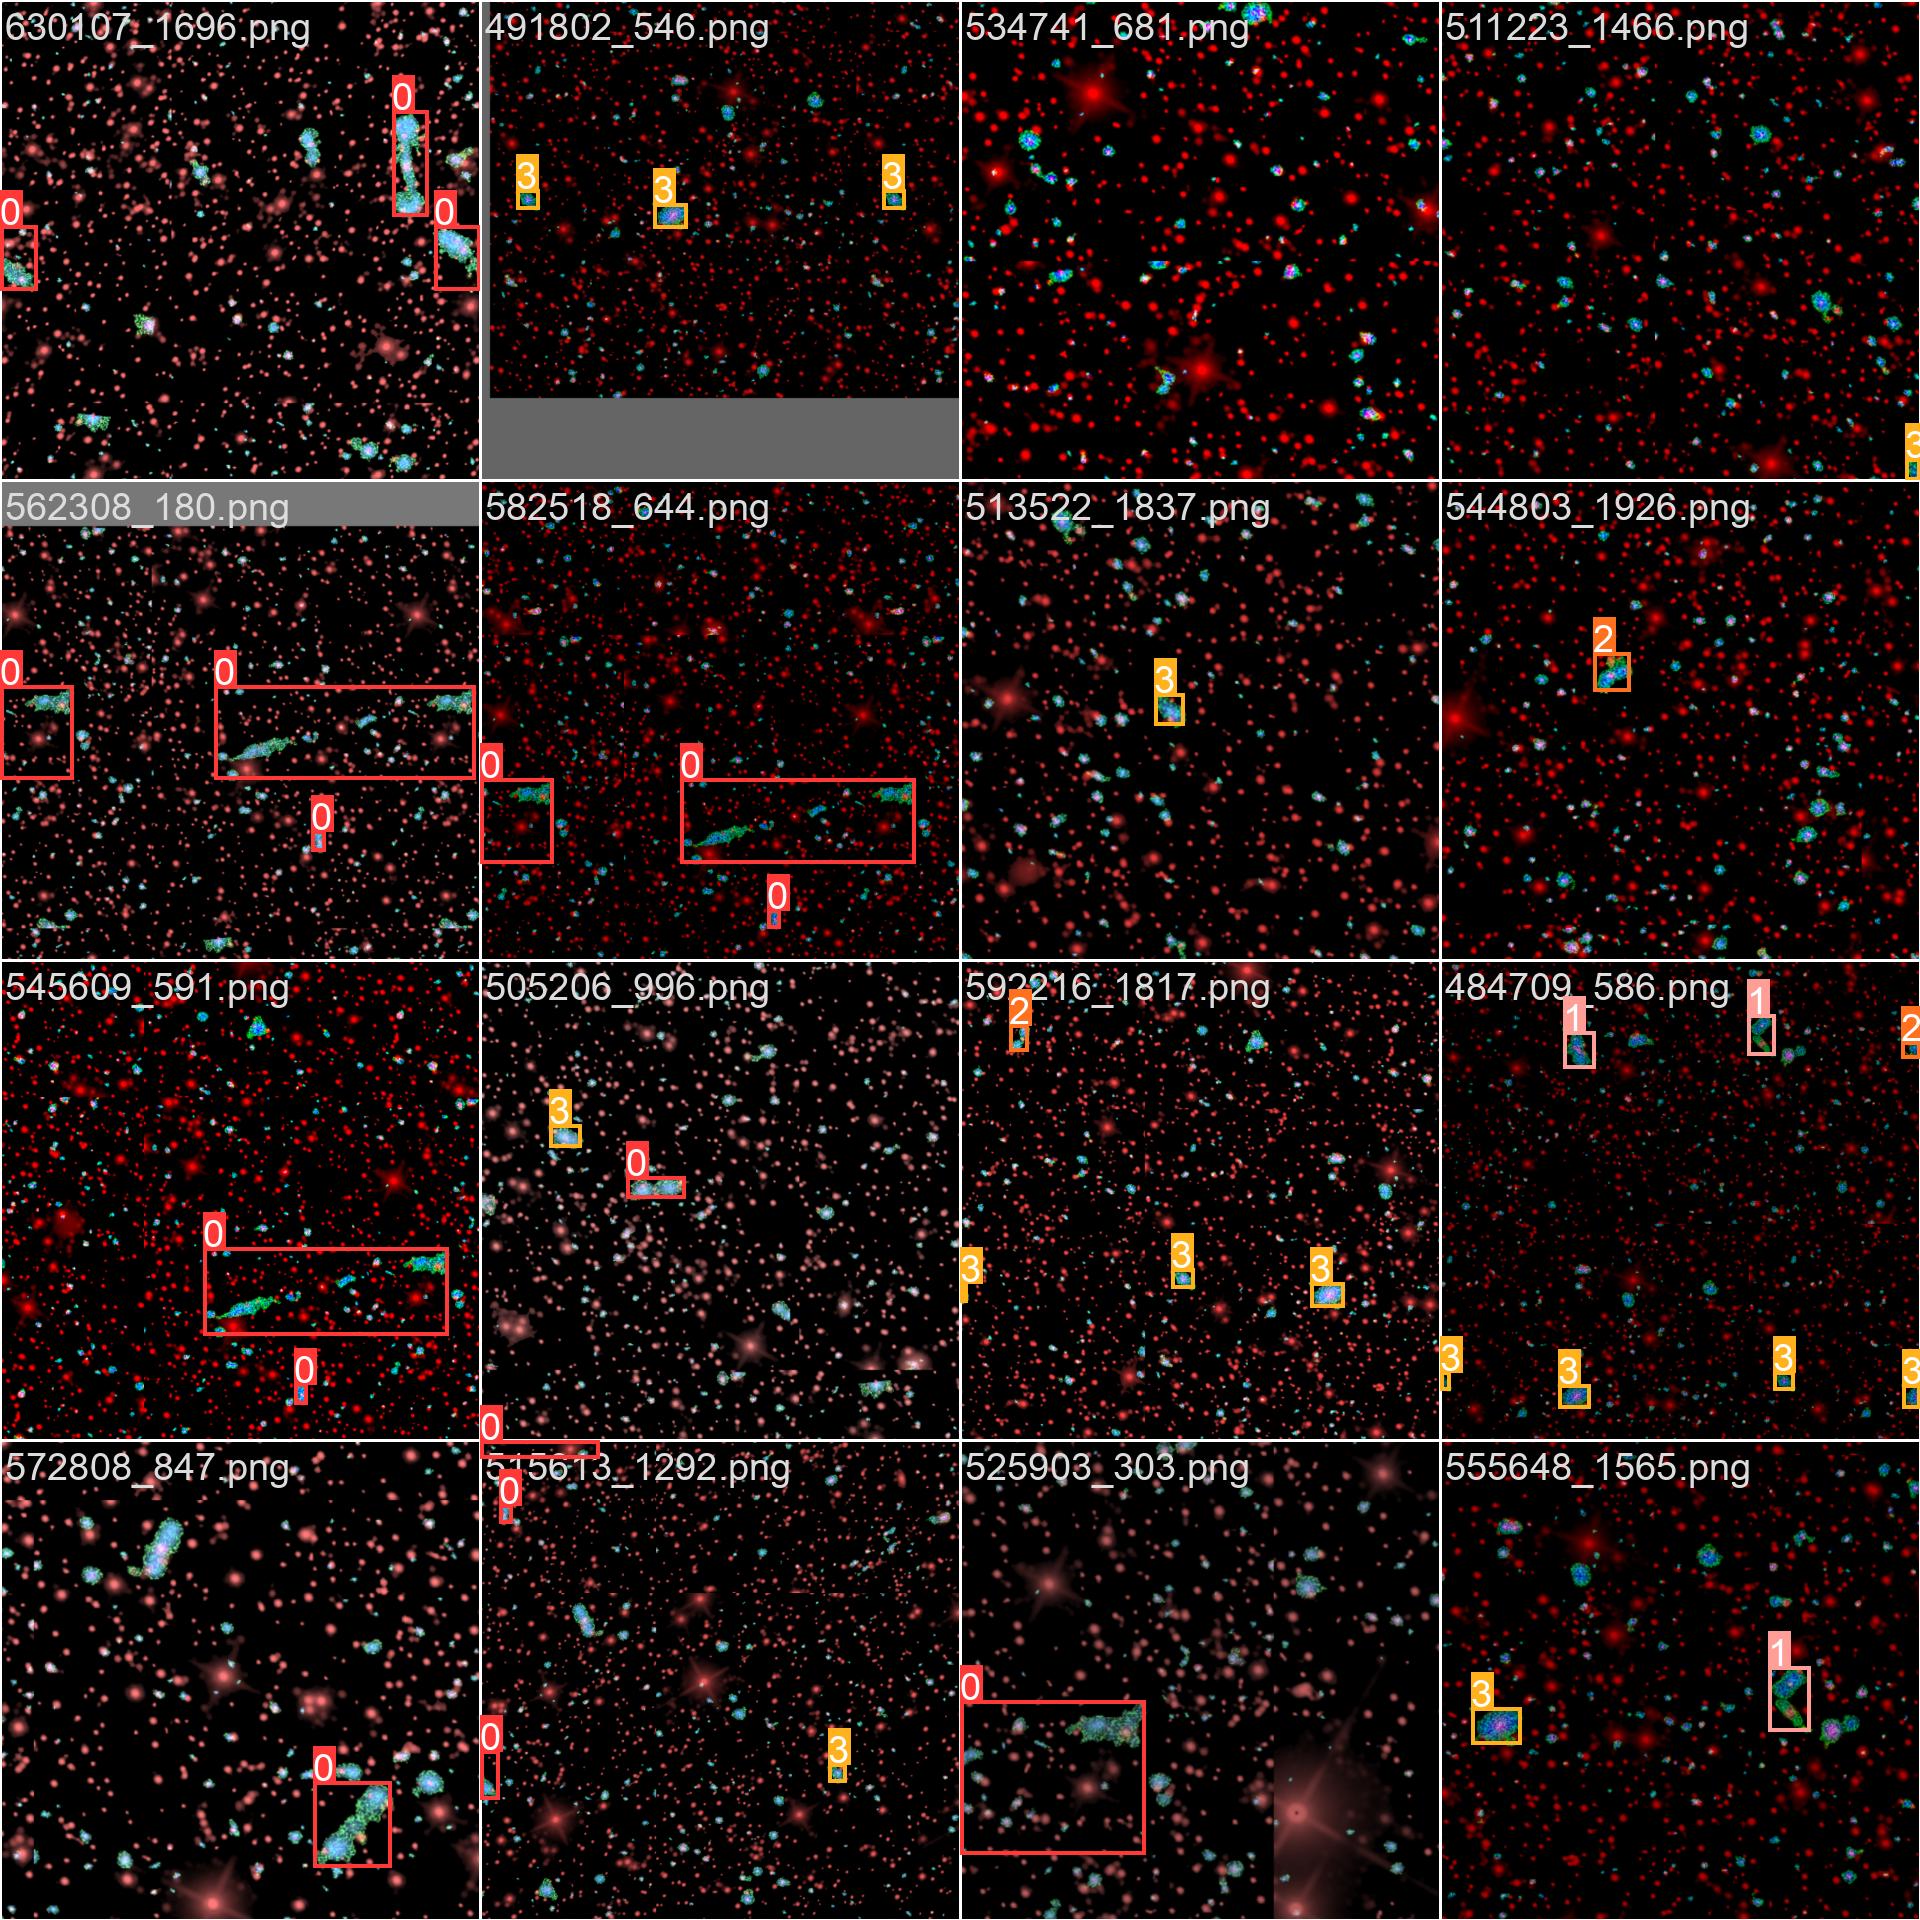 630107_1696.png
491802_546.png
534741_681.png
511223_1466.png
0
0
0
3
3
3
3
562308_180.png
582518_644.png
513522_1837.png
544803_1926.png
0
0
0
0
0
0
3
2
545609_591.png
505206_996.png
592216_1817.png
484709_586.png
0
0
3
0
2
3
3
3
1
1
2
3
3
3
3
572808_847.png
515613_1292.png
525903_303.png
555648_1565.png
0
0
0
0
3
0
3
1